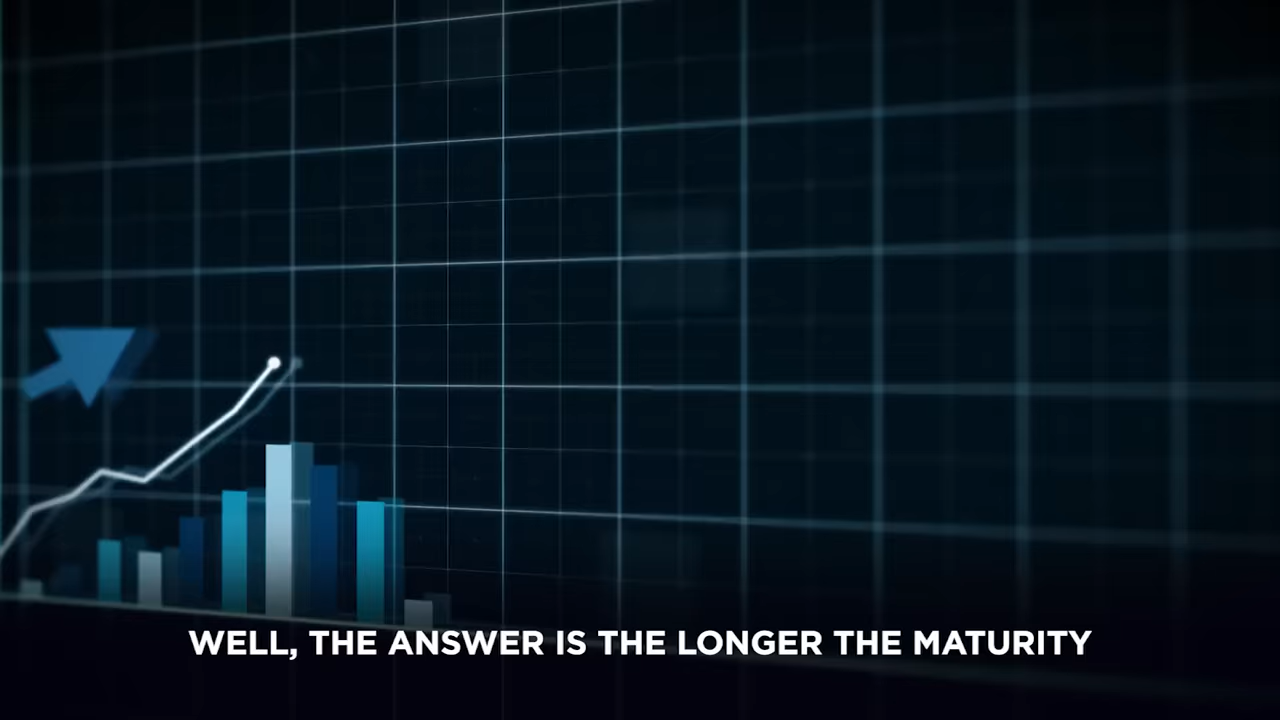 WELL, THE ANSWER IS THE LONGER THE MATURITY